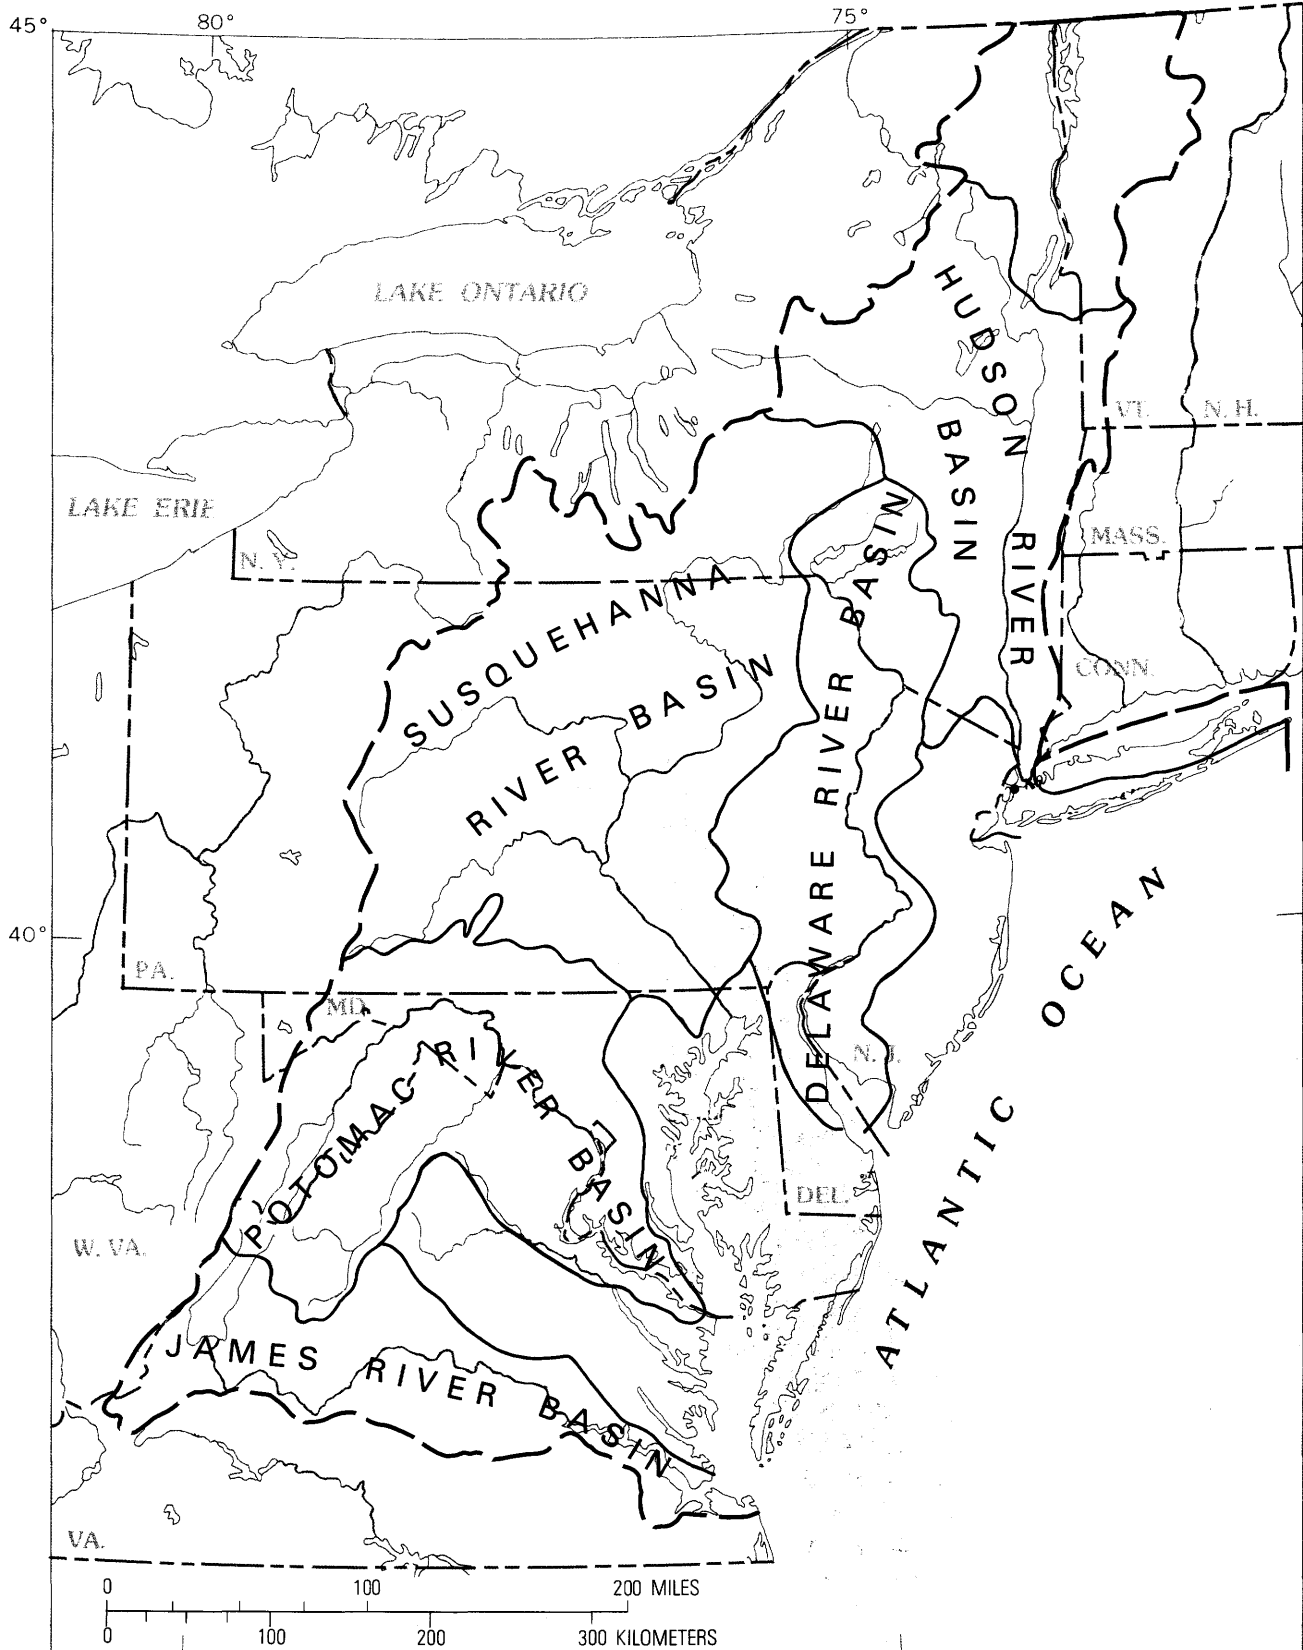 45°
80°
75°
LAKE ONTARIO
HUDSON
RIVER
BASIN
VT.
N.H.
LAKE ERIE
N.Y.
MASS.
CONN.
SUSQUEHANNA
RIVER BASIN
DELAWARE RIVER BASIN
40°
PA.
MD.
N.J.
ATLANTIC OCEAN
POTOMAC RIVER BASIN
DEL.
W. VA.
JAMES RIVER BASIN
VA.
0 100 200 MILES
0 100 200 300 KILOMETERS